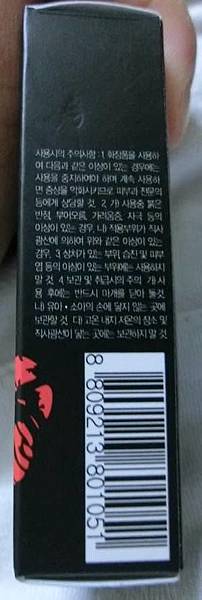 사용시의 주의사항 : 1. 화장품을 사용하
여 다음과 같은 이상이 있는 경우에는
사용을 중지하여야 하며 계속 사용하
면 증상을 악화시키므로 피부과 전문의
등에게 상담할 것. 2. 가) 사용중 붉은
반점, 부어오름, 가려움증, 자극 등의
이상이 있는 경우, 나) 적용부위가 직사
광선에 의하여 위와 같은 이상이 있는
경우, 3. 상처가 있는 부위, 습진 및 피부
염 등의 이상이 있는 부위에는 사용하지
말 것. 4. 보관 및 취급시의 주의. 가) 사
용 후에는 반드시 마개를 닫아 둘것.
나) 유아·소아의 손에 닿지 않는 곳에
보관할 것. 다) 고온 내지 저온의 장소 및
직사광선이 닿는 곳에는 보관하지 말 것
8 809213 801051